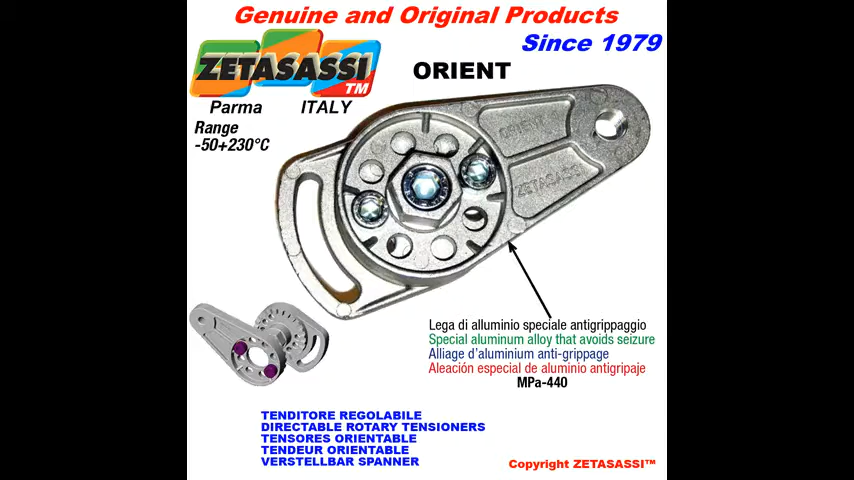 Genuine and Original Products
Since 1979
ZETASASSI
TM
ORIENT
Parma ITALY
Range
-50+230°C
ORIENT
ZETASASSI
Lega di alluminio speciale antigrippaggio
Special aluminum alloy that avoids seizure
Alliage d'aluminium anti-grippage
Aleación especial de aluminio antigripaje
MPa-440
TENDITORE REGOLABILE
DIRECTABLE ROTARY TENSIONERS
TENSORES ORIENTABLE
TENDEUR ORIENTABLE
VERSTELLBAR SPANNER
Copyright ZETASASSI™